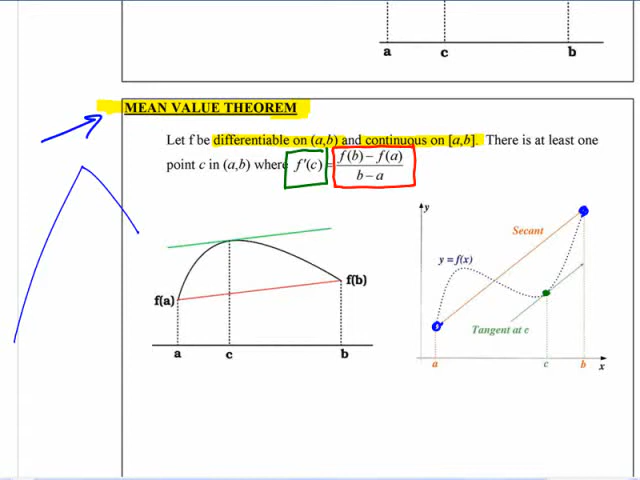 a c b
MEAN VALUE THEOREM
Let f be differentiable on (a,b) and continuous on [a,b]. There is at least one
point c in (a,b) where f'(c) = f(b) − f(a) / b − a
y
Secant
y = f(x)
f(b)
f(a)
Tangent at c
a c b
a c b x